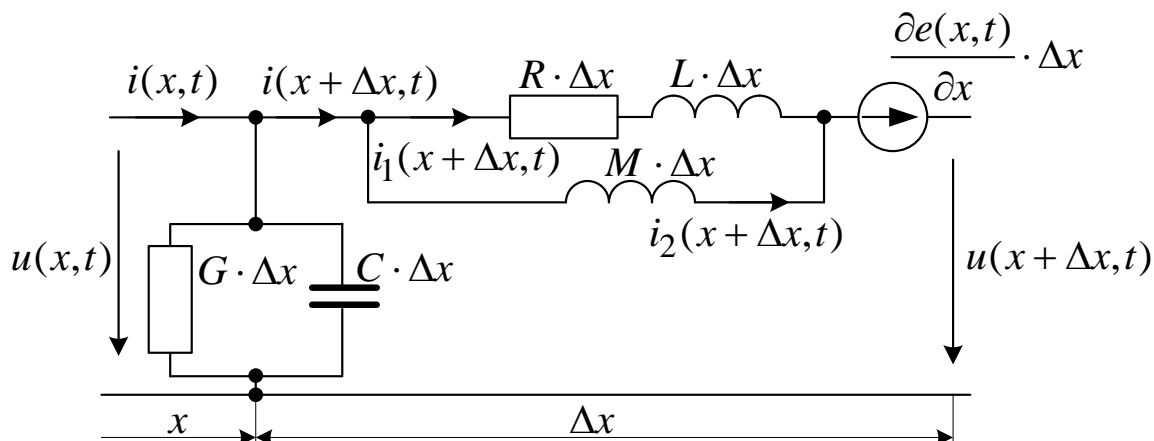 ∂e(x,t)/∂x · Δx
i(x,t)
i(x + Δx,t)
R · Δx
L · Δx
i₁(x + Δx,t)
M · Δx
i₂(x + Δx,t)
u(x,t)
G · Δx
C · Δx
u(x + Δx,t)
x
Δx